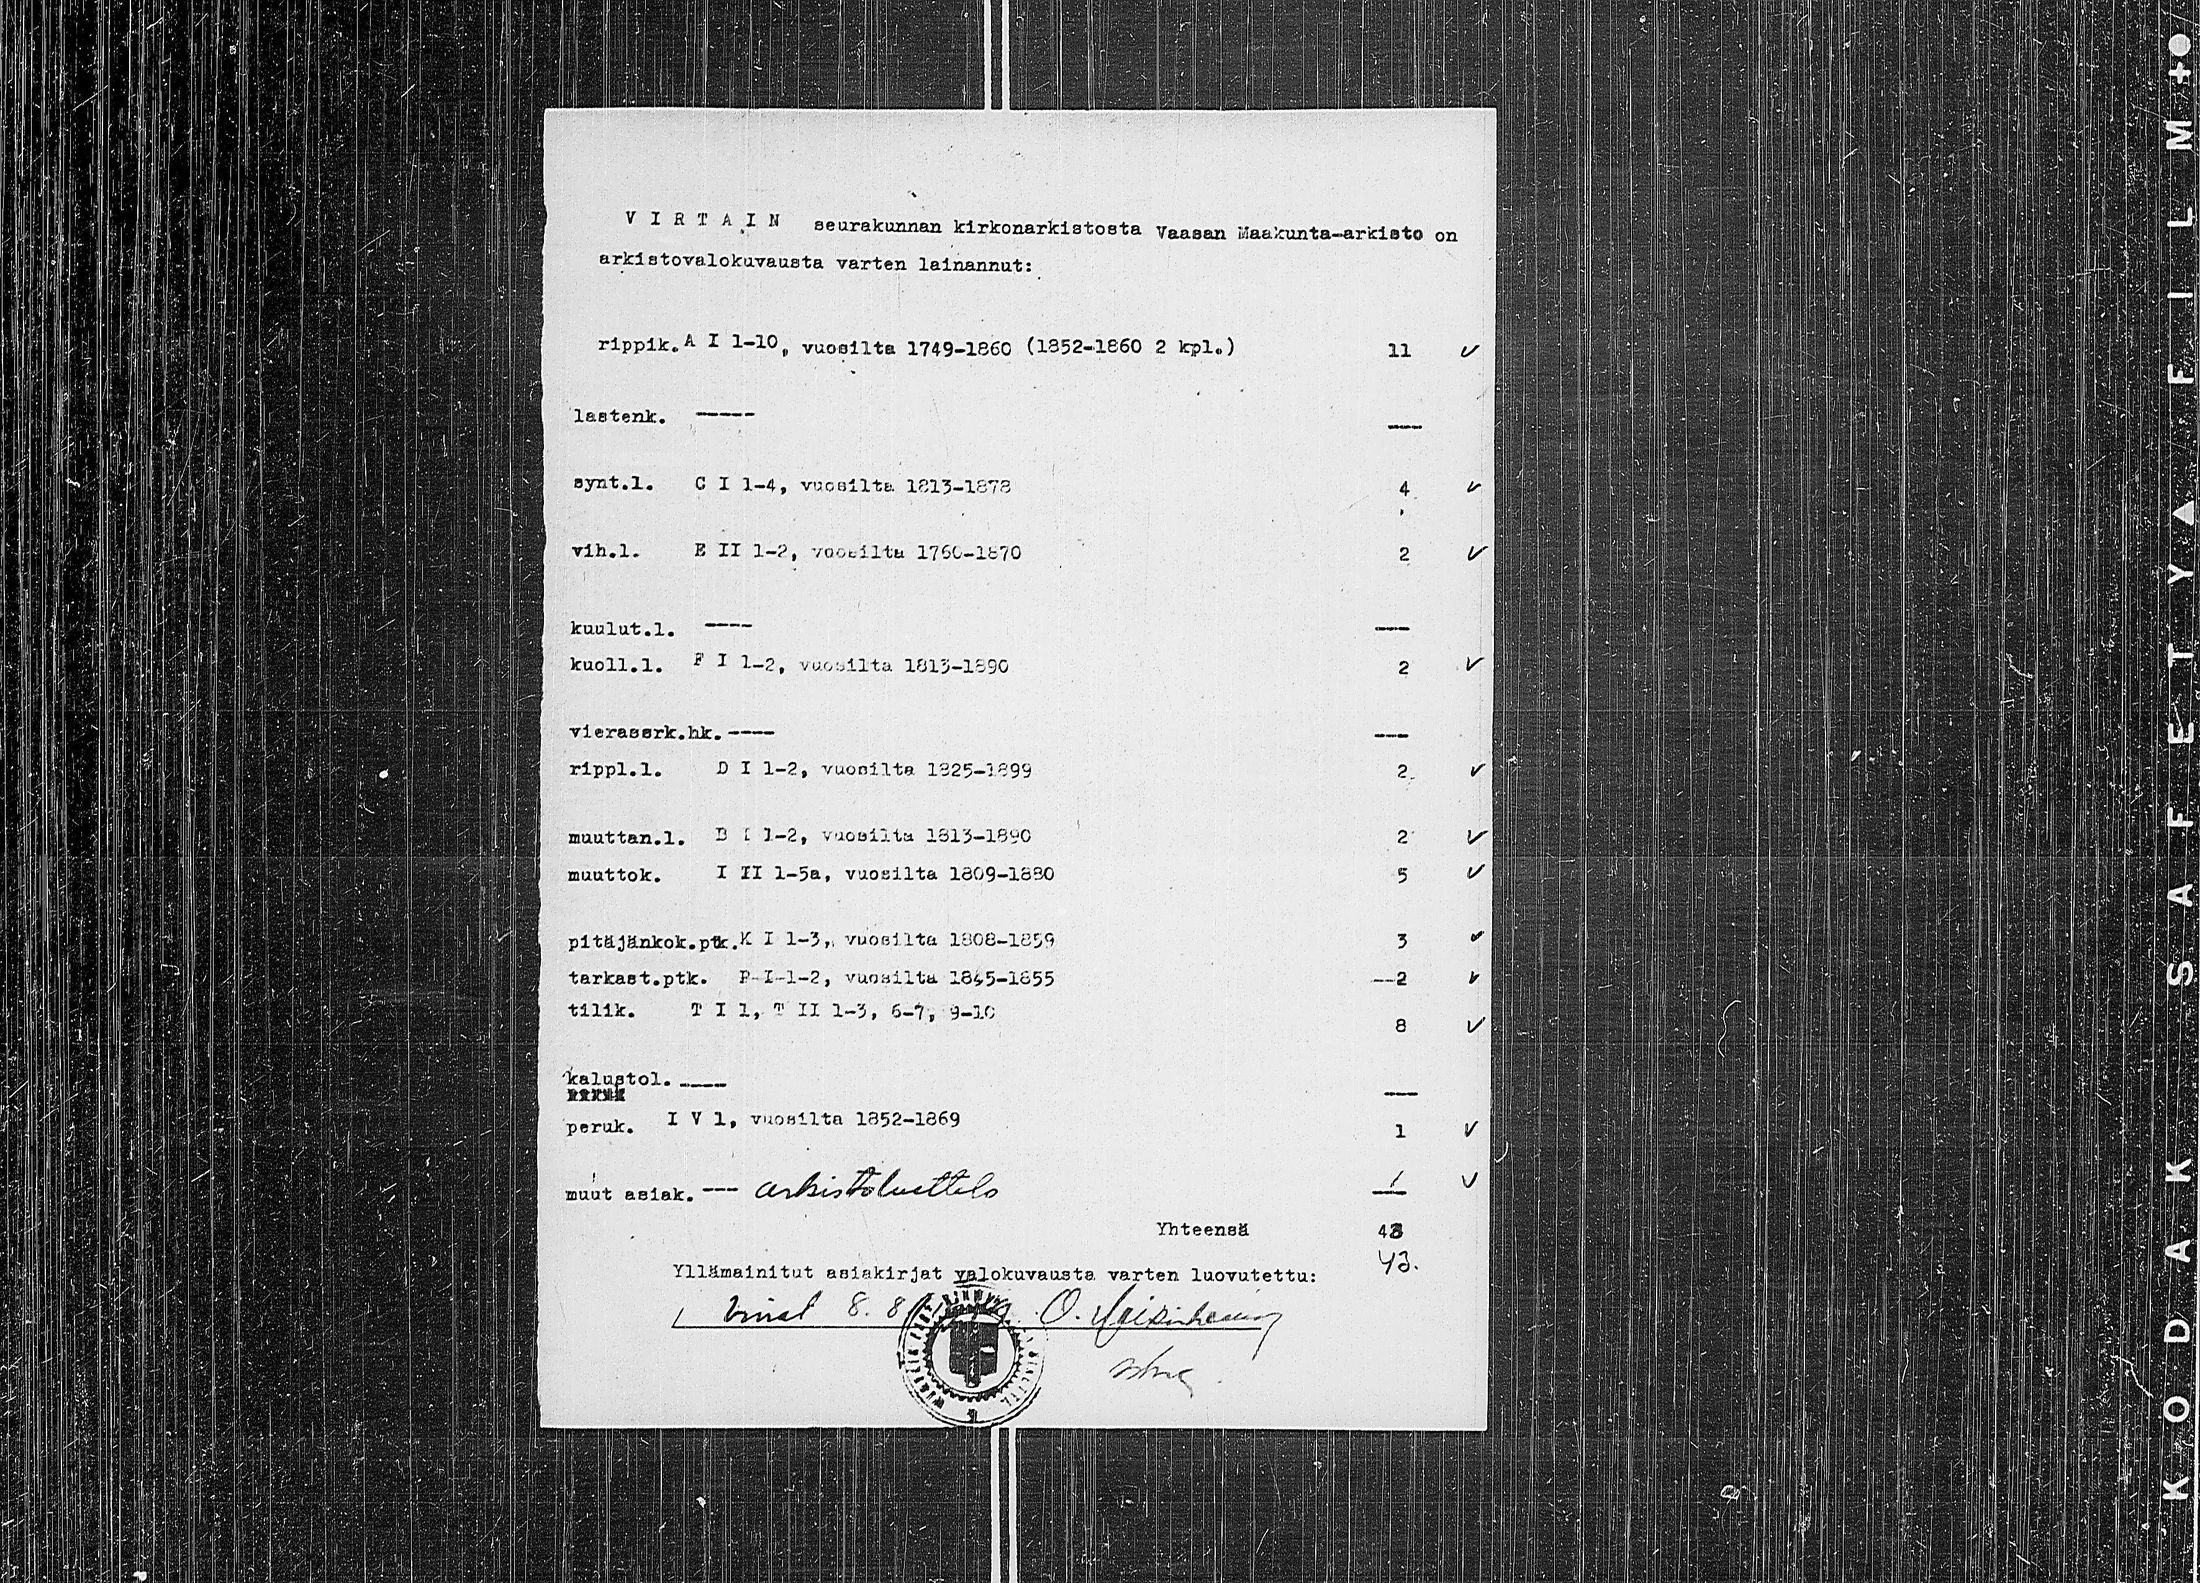 VIRTAIN seurakunnan kirkonarkistosta Vaasan Maakunta-arkisto on
arkistovalokuvausta varten lainannut:
rippik. A I 1-10, vuosilta 1749-1860 (1852-1860 2 kpl.) 11 ✓
lastenk. ----- ---
synt.l. C I 1-4, vuosilta 1813-1878 4 ✓
vih.l. E II 1-2, vuosilta 1760-1870 2 ✓
kuulut.l. ---- ---
kuoll.l. F I 1-2, vuosilta 1813-1890 2 ✓
vierassrk.hk. ---- ---
rippl.l. D I 1-2, vuosilta 1825-1899 2 ✓
muuttan.l. B I 1-2, vuosilta 1813-1890 2 ✓
muuttok. I II 1-5a, vuosilta 1809-1880 5 ✓
pitäjänkok.ptk. K I 1-3, vuosilta 1808-1859 3 ✓
tarkast.ptk. P-I-1-2, vuosilta 1845-1855 --2 ✓
tilik. T I 1, T II 1-3, 6-7, 9-10 8 ✓
kalustol. ---- ---
peruk. I V 1, vuosilta 1852-1869 1 ✓
muut asiak. --- arkistoluettelo 1 ✓
Yhteensä 43
43.
Yllämainitut asiakirjat valokuvausta varten luovutettu:
8. 8 O.
KODAK SAFETY ▲ FILM +●